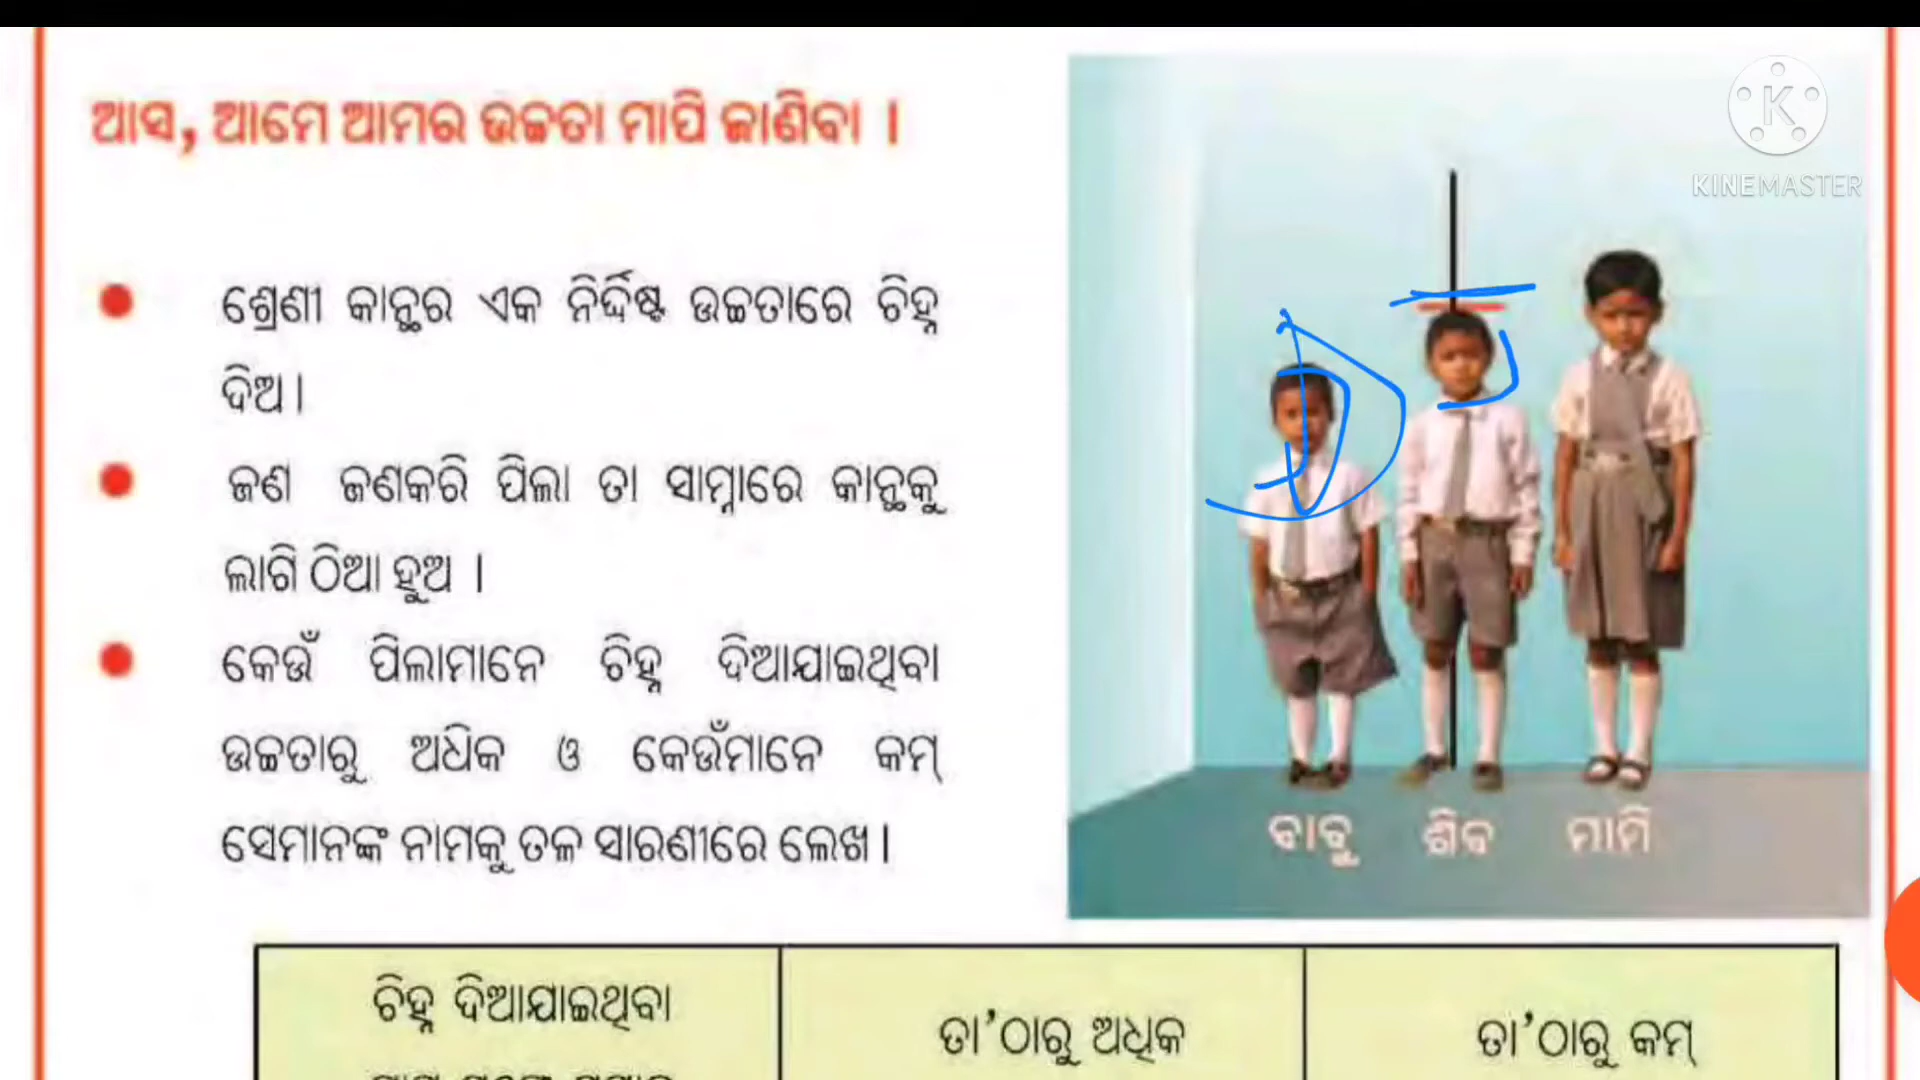 ଆସ, ଆମେ ଆମର ଉଚ୍ଚତା ମାପି ଜାଣିବା ।
KINEMASTER
ଶ୍ରେଣୀ କାନ୍ଥର ଏକ ନିର୍ଦ୍ଦିଷ୍ଟ ଉଚ୍ଚତାରେ ଚିହ୍ନ
ଦିଅ।
ଜଣ ଜଣକରି ପିଲା ତା ସାମ୍ନାରେ କାନ୍ଥକୁ
ଲାଗି ଠିଆ ହୁଅ ।
କେଉଁ ପିଲାମାନେ ଚିହ୍ନ ଦିଆଯାଇଥିବା
ଉଚ୍ଚତାରୁ ଅଧିକ ଓ କେଉଁମାନେ କମ୍
ସେମାନଙ୍କ ନାମକୁ ତଳ ସାରଣୀରେ ଲେଖ।
ବାବୁ ଶିବ ମାମି
ଚିହ୍ନ ଦିଆଯାଇଥିବା
ତା’ଠାରୁ ଅଧିକ
ତା’ଠାରୁ କମ୍